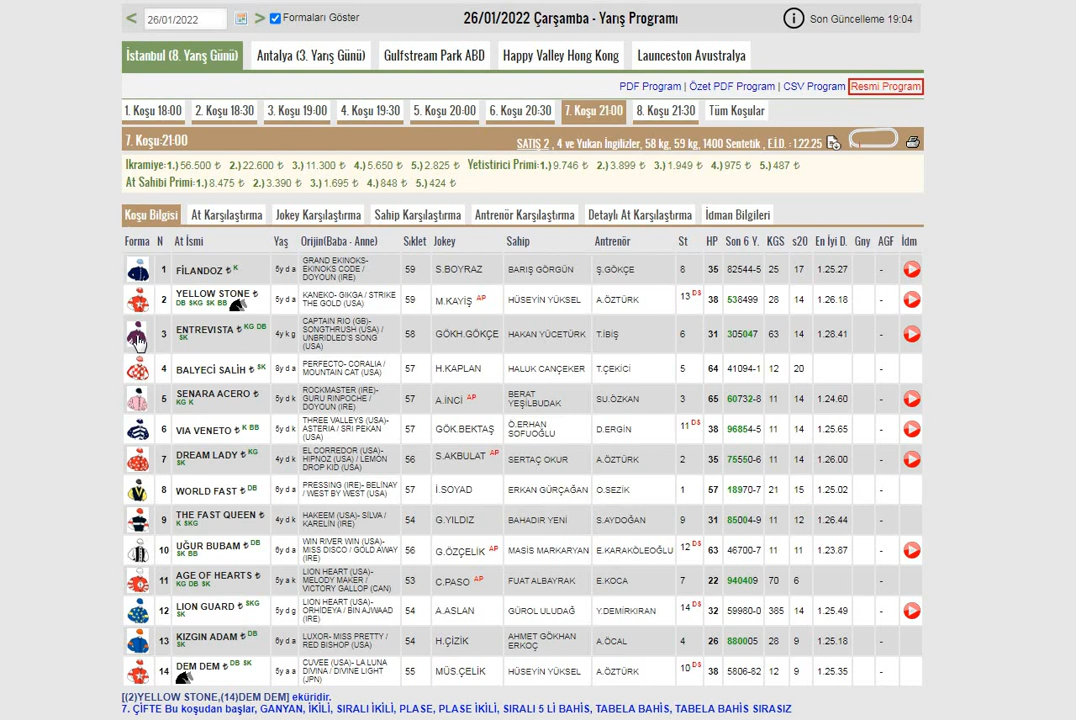 < 26/01/2022 > Formaları Göster 26/01/2022 Çarşamba - Yarış Programı Son Güncelleme 19:04
İstanbul (8. Yarış Günü) Antalya (3. Yarış Günü) Gulfstream Park ABD Happy Valley Hong Kong Launceston Avustralya
PDF Program | Özet PDF Program | CSV Program Resmi Program
1. Koşu 18:00 2. Koşu 18:30 3. Koşu 19:00 4. Koşu 19:30 5. Koşu 20:00 6. Koşu 20:30 7. Koşu 21:00 8. Koşu 21:30 Tüm Koşular
7. Koşu:21:00 SATIŞ 2 , 4 ve Yukarı İngilizler, 58 kg, 59 kg, 1400 Sentetik , E.İ.D. :1.22.25
İkramiye:1.) 56.500 ₺ 2.) 22.600 ₺ 3.) 11.300 ₺ 4.) 5.650 ₺ 5.) 2.825 ₺ Yetistirici Primi:1.) 9.746 ₺ 2.) 3.899 ₺ 3.) 1.949 ₺ 4.) 975 ₺ 5.) 487 ₺
At Sahibi Primi:1.) 8.475 ₺ 2.) 3.390 ₺ 3.) 1.695 ₺ 4.) 848 ₺ 5.) 424 ₺
Koşu Bilgisi At Karşılaştırma Jokey Karşılaştırma Sahip Karşılaştırma Antrenör Karşılaştırma Detaylı At Karşılaştırma İdman Bilgileri
Forma N At İsmi Yaş Orijin(Baba - Anne) Sıklet Jokey Sahip Antrenör St HP Son 6 Y. KGS s20 En İyi D. Gny AGF İdm
1 FİLANDOZ ₺ K 6y d a GRAND EKINOKS- EKINOKS CODE / DOYOUN (IRE) 59 S.BOYRAZ BARIŞ GÖRGÜN Ş.GÖKÇE 8 35 82544-5 25 17 1.25.27 -
2 YELLOW STONE ₺ DB SKG SK BB 5y d a KANEKO- GIKGA / STRIKE THE GOLD (USA) 59 M.KAYİŞ AP HÜSEYİN YÜKSEL A.ÖZTÜRK 13 DS 38 538499 28 14 1.26.18 -
3 ENTREVISTA ₺ KG DB SK 4y k g CAPTAIN RIO (GB)- SONGTHRUSH (USA) / UNBRIDLED'S SONG (USA) 58 GÖKH.GÖKÇE HAKAN YÜCETÜRK T.İBİŞ 6 31 305047 63 14 1.28.41 -
4 BALYECİ SALİH ₺ SK 8y d a PERFECTO- CORALIA / MOUNTAIN CAT (USA) 57 H.KAPLAN HALUK CANÇEKER T.ÇEKİCİ 5 64 41094-1 12 20 -
5 SENARA ACERO ₺ KG K 5y d k ROCKMASTER (IRE)- GURU RINPOCHE / DOYOUN (IRE) 57 A.İNCİ AP BERAT YEŞİLBUDAK SU.ÖZKAN 3 65 60732-8 11 14 1.24.60 -
6 VIA VENETO ₺ K BB 5y d k THREE VALLEYS (USA)- ASTERIA / SRI PEKAN (USA) 57 GÖK.BEKTAŞ Ö.ERHAN SOFUOĞLU D.ERGİN 11 DS 38 96854-5 11 14 1.25.65 -
7 DREAM LADY ₺ KG SK 4y d k EL CORREDOR (USA)- HIPNOZ (USA) / LEMON DROP KID (USA) 56 S.AKBULAT AP SERTAÇ OKUR A.ÖZTÜRK 2 35 75550-6 11 14 1.26.00 -
8 WORLD FAST ₺ DB 6y d a PRESSING (IRE)- BELINAY / WEST BY WEST (USA) 57 İ.SOYAD ERKAN GÜRÇAĞAN O.SEZİK 1 57 18970-7 21 15 1.25.02 -
9 THE FAST QUEEN ₺ K SKG 4y d k HAKEEM (USA)- SILVA / KARELIN (IRE) 54 G.YILDIZ BAHADIR YENİ S.AYDOĞAN 9 31 85004-9 11 12 1.26.44 -
10 UĞUR BUBAM ₺ DB SK BB 6y d a WIN RIVER WIN (USA)- MISS DISCO / GOLD AWAY (IRE) 56 G.ÖZÇELİK AP MASİS MARKARYAN E.KARAKÖLEOĞLU 12 DS 63 46700-7 11 11 1.23.87 -
11 AGE OF HEARTS ₺ KG DB SK 5y a k LION HEART (USA)- MELODY MAKER / VICTORY GALLOP (CAN) 53 C.PASO AP FUAT ALBAYRAK E.KOCA 7 22 940409 70 6 -
12 LION GUARD ₺ SKG SK 6y d g LION HEART (USA)- ORHIDEYA / BIN AJWAAD (IRE) 54 A.ASLAN GÜROL ULUDAĞ Y.DEMİRKIRAN 14 DS 32 59980-0 385 14 1.25.49 -
13 KIZGIN ADAM ₺ DB SK 6y d a LUXOR- MISS PRETTY / RED BISHOP (USA) 54 H.ÇİZİK AHMET GÖKHAN ERKOÇ A.ÖCAL 4 26 880005 28 9 1.25.18 -
14 DEM DEM ₺ DB SK 5y a a CUVEE (USA)- LA LUNA DIVINA / DIVINE LIGHT (JPN) 55 MÜS.ÇELİK HÜSEYİN YÜKSEL A.ÖZTÜRK 10 DS 38 5806-82 12 9 1.25.35 -
[(2)YELLOW STONE,(14)DEM DEM] eküridir.
7. ÇİFTE Bu koşudan başlar, GANYAN, İKİLİ, SIRALI İKİLİ, PLASE, PLASE İKİLİ, SIRALI 5 Lİ BAHİS, TABELA BAHİS, TABELA BAHİS SIRASIZ